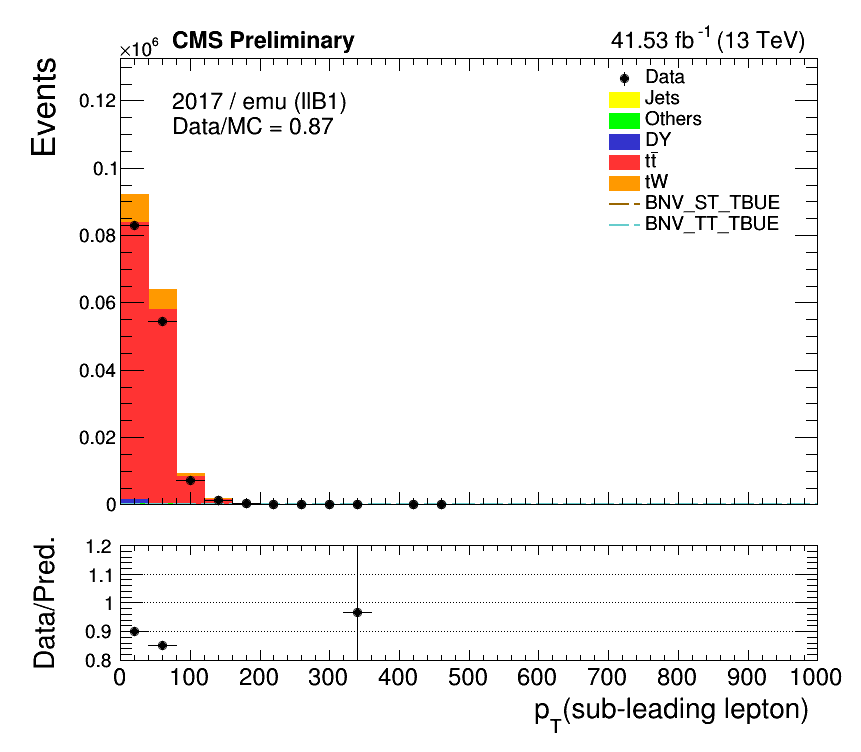 ×10⁶ CMS Preliminary 41.53 fb⁻¹ (13 TeV)
Events
2017 / emu (llB1)
Data/MC = 0.87
Data
Jets
Others
DY
tt̄
tW
BNV_ST_TBUE
BNV_TT_TBUE
0.12
0.1
0.08
0.06
0.04
0.02
0
Data/Pred.
1.2
1.1
1
0.9
0.8
0 100 200 300 400 500 600 700 800 900 1000
p_T(sub-leading lepton)